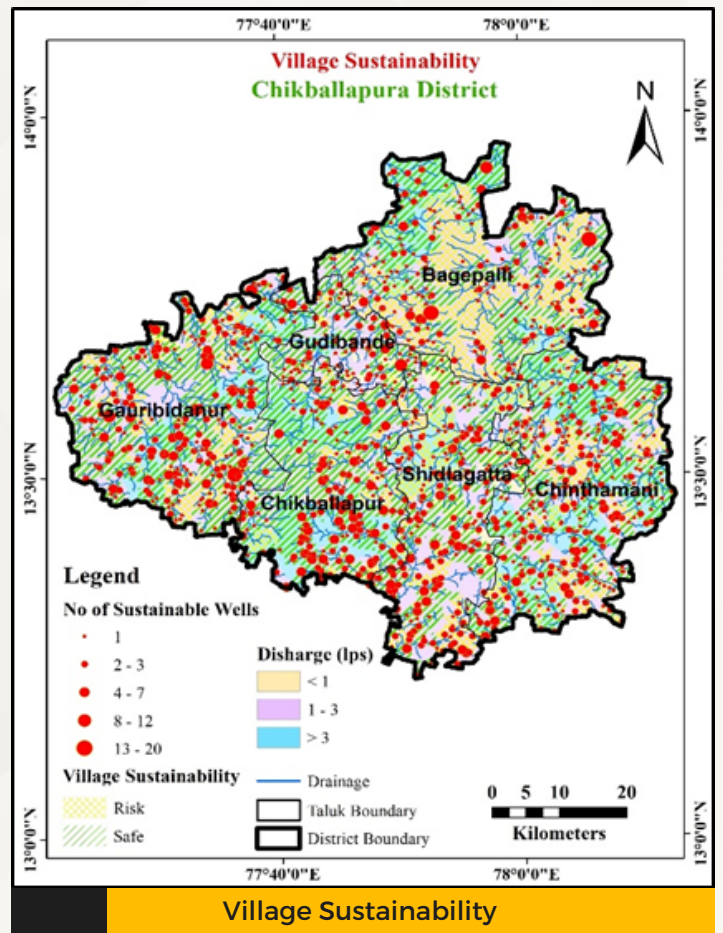 77°40'0"E 78°0'0"E
Village Sustainability
Chikballapura District
N
14°0'0"N 14°0'0"N
Bagepalli
Gudibande
Gauribidanur
Shidlagatta
Chinthamani
Chikballapur
13°30'0"N 13°30'0"N
Legend
No of Sustainable Wells
1
2 - 3
4 - 7
8 - 12
13 - 20
Village Sustainability
Risk
Safe
Disharge (lps)
< 1
1 - 3
> 3
Drainage
Taluk Boundary
District Boundary
0 5 10 20
Kilometers
13°0'0"N 13°0'0"N
77°40'0"E 78°0'0"E
Village Sustainability